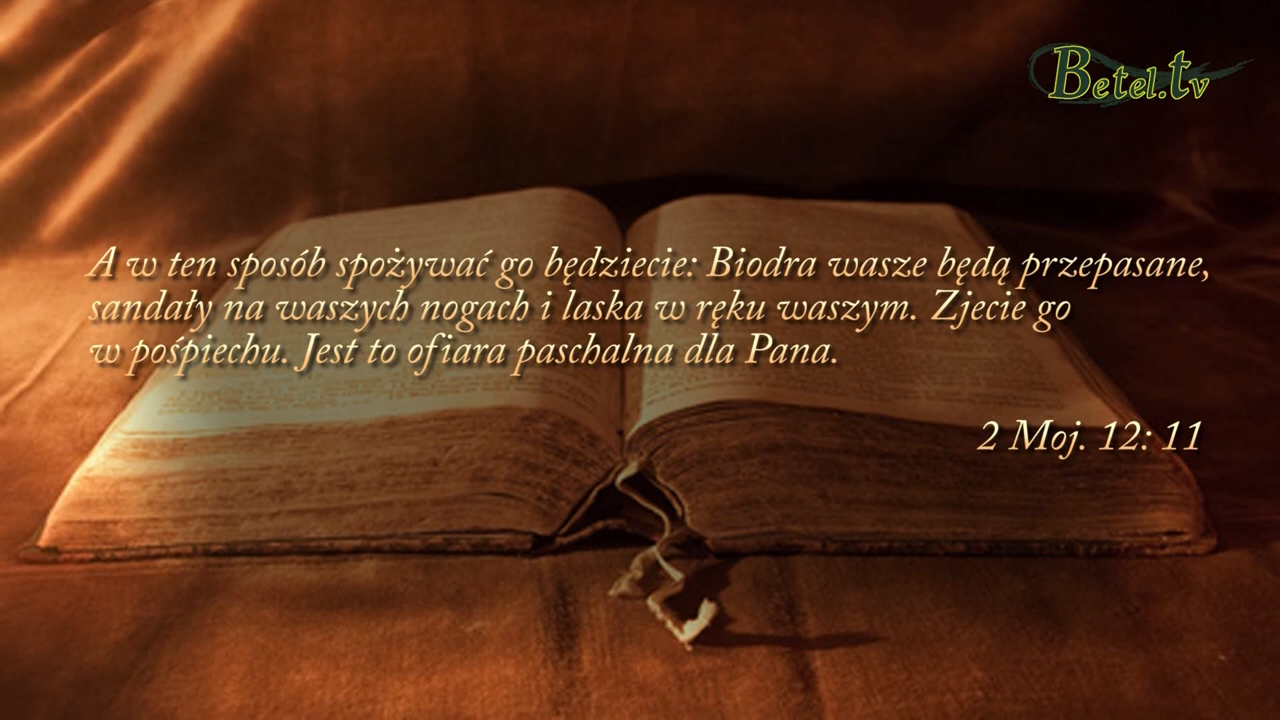 Betel.tv
A w ten sposób spożywać go będziecie: Biodra wasze będą przepasane,
sandały na waszych nogach i laska w ręku waszym. Zjecie go
w pośpiechu. Jest to ofiara paschalna dla Pana.
2 Moj. 12: 11